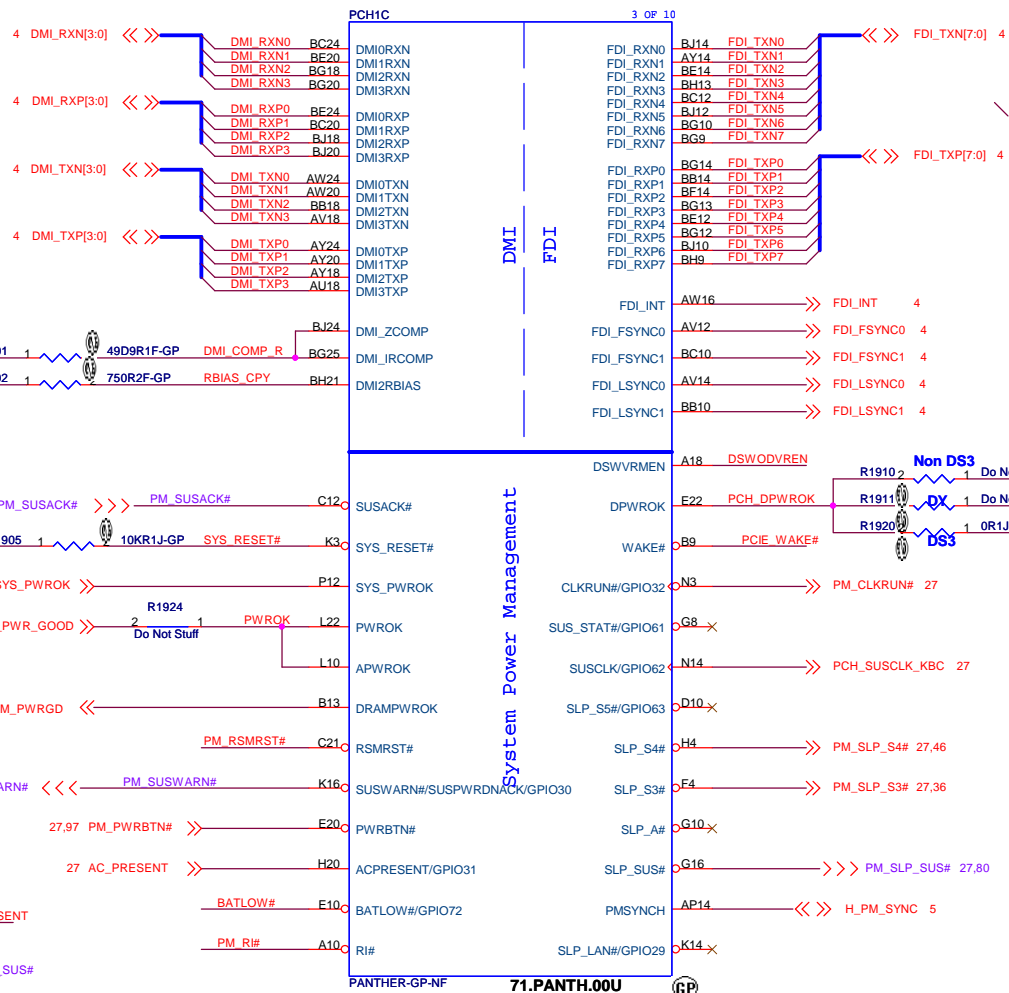 PCH1C 3 OF 10
4 DMI_RXN[3:0]
DMI_RXN0 BC24 DMI0RXN
DMI_RXN1 BE20 DMI1RXN
DMI_RXN2 BG18 DMI2RXN
DMI_RXN3 BG20 DMI3RXN
4 DMI_RXP[3:0]
DMI_RXP0 BE24 DMI0RXP
DMI_RXP1 BC20 DMI1RXP
DMI_RXP2 BJ18 DMI2RXP
DMI_RXP3 BJ20 DMI3RXP
4 DMI_TXN[3:0]
DMI_TXN0 AW24 DMI0TXN
DMI_TXN1 AW20 DMI1TXN
DMI_TXN2 BB18 DMI2TXN
DMI_TXN3 AV18 DMI3TXN
4 DMI_TXP[3:0]
DMI_TXP0 AY24 DMI0TXP
DMI_TXP1 AY20 DMI1TXP
DMI_TXP2 AY18 DMI2TXP
DMI_TXP3 AU18 DMI3TXP
BJ24 DMI_ZCOMP
01 1 49D9R1F-GP DMI_COMP_R BG25 DMI_IRCOMP
02 1 2 750R2F-GP RBIAS_CPY BH21 DMI2RBIAS
DMI
FDI
FDI_RXN0 BJ14 FDI_TXN0
FDI_RXN1 AY14 FDI_TXN1
FDI_RXN2 BE14 FDI_TXN2
FDI_RXN3 BH13 FDI_TXN3
FDI_RXN4 BC12 FDI_TXN4
FDI_RXN5 BJ12 FDI_TXN5
FDI_RXN6 BG10 FDI_TXN6
FDI_RXN7 BG9 FDI_TXN7
FDI_TXN[7:0] 4
FDI_RXP0 BG14 FDI_TXP0
FDI_RXP1 BB14 FDI_TXP1
FDI_RXP2 BF14 FDI_TXP2
FDI_RXP3 BG13 FDI_TXP3
FDI_RXP4 BE12 FDI_TXP4
FDI_RXP5 BG12 FDI_TXP5
FDI_RXP6 BJ10 FDI_TXP6
FDI_RXP7 BH9 FDI_TXP7
FDI_TXP[7:0] 4
FDI_INT AW16 FDI_INT 4
FDI_FSYNC0 AV12 FDI_FSYNC0 4
FDI_FSYNC1 BC10 FDI_FSYNC1 4
FDI_LSYNC0 AV14 FDI_LSYNC0 4
FDI_LSYNC1 BB10 FDI_LSYNC1 4
System Power Management
PM_SUSACK# PM_SUSACK# C12 SUSACK#
905 1 2 10KR1J-GP SYS_RESET# K3 SYS_RESET#
SYS_PWROK P12 SYS_PWROK
R1924
_PWR_GOOD 2 1 PWROK L22 PWROK
Do Not Stuff
L10 APWROK
M_PWRGD B13 DRAMPWROK
PM_RSMRST# C21 RSMRST#
ARN# PM_SUSWARN# K16 SUSWARN#/SUSPWRDNACK/GPIO30
27,97 PM_PWRBTN# E20 PWRBTN#
27 AC_PRESENT H20 ACPRESENT/GPIO31
BATLOW# E10 BATLOW#/GPIO72
SENT
PM_RI# A10 RI#
_SUS#
DSWVRMEN A18 DSWODVREN
Non DS3
R1910 2 1 Do N
DPWROK E22 PCH_DPWROK R1911 DX 1 Do N
R1920 DS3 1 0R1J
WAKE# B9 PCIE_WAKE#
CLKRUN#/GPIO32 N3 PM_CLKRUN# 27
SUS_STAT#/GPIO61 G8
SUSCLK/GPIO62 N14 PCH_SUSCLK_KBC 27
SLP_S5#/GPIO63 D10
SLP_S4# H4 PM_SLP_S4# 27,46
SLP_S3# F4 PM_SLP_S3# 27,36
SLP_A# G10
SLP_SUS# G16 PM_SLP_SUS# 27,80
PMSYNCH AP14 H_PM_SYNC 5
SLP_LAN#/GPIO29 K14
PANTHER-GP-NF 71.PANTH.00U GP